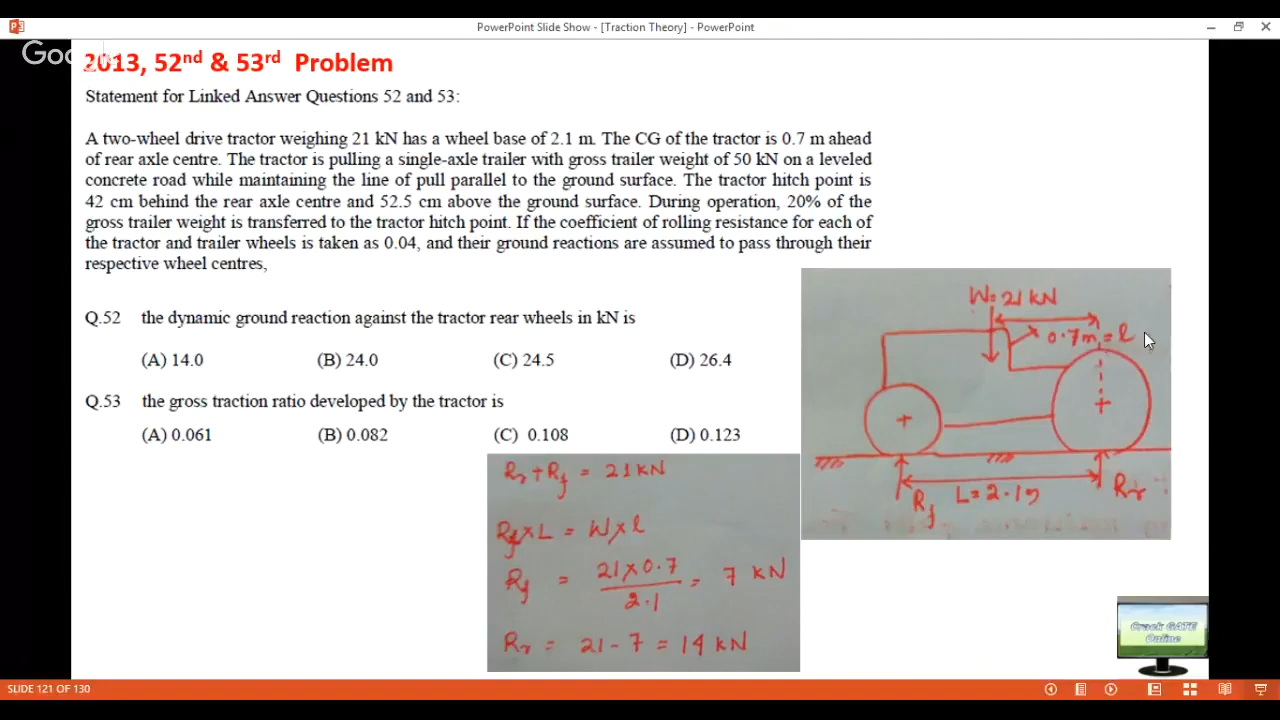 PowerPoint Slide Show - [Traction Theory] - PowerPoint
2013, 52nd & 53rd Problem
Statement for Linked Answer Questions 52 and 53:
A two-wheel drive tractor weighing 21 kN has a wheel base of 2.1 m. The CG of the tractor is 0.7 m ahead
of rear axle centre. The tractor is pulling a single-axle trailer with gross trailer weight of 50 kN on a leveled
concrete road while maintaining the line of pull parallel to the ground surface. The tractor hitch point is
42 cm behind the rear axle centre and 52.5 cm above the ground surface. During operation, 20% of the
gross trailer weight is transferred to the tractor hitch point. If the coefficient of rolling resistance for each of
the tractor and trailer wheels is taken as 0.04, and their ground reactions are assumed to pass through their
respective wheel centres,
Q.52 the dynamic ground reaction against the tractor rear wheels in kN is
(A) 14.0 (B) 24.0 (C) 24.5 (D) 26.4
Q.53 the gross traction ratio developed by the tractor is
(A) 0.061 (B) 0.082 (C) 0.108 (D) 0.123
W= 21 kN
0.7m = l
Rf L= 2.1m Rr
Rr + Rf = 21 kN
Rf x L = W x l
Rf = 21 x 0.7 / 2.1 = 7 kN
Rr = 21 - 7 = 14 kN
Crack GATE
Online
SLIDE 121 OF 130